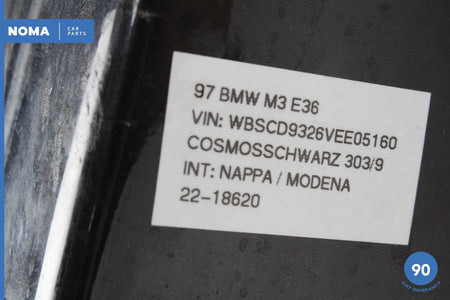 NOMA CAR PARTS
97 BMW M3 E36
VIN: WBSCD9326VEE05160
COSMOSSCHWARZ 303/9
INT: NAPPA / MODENA
22-18620
90
DAY WARRANTY